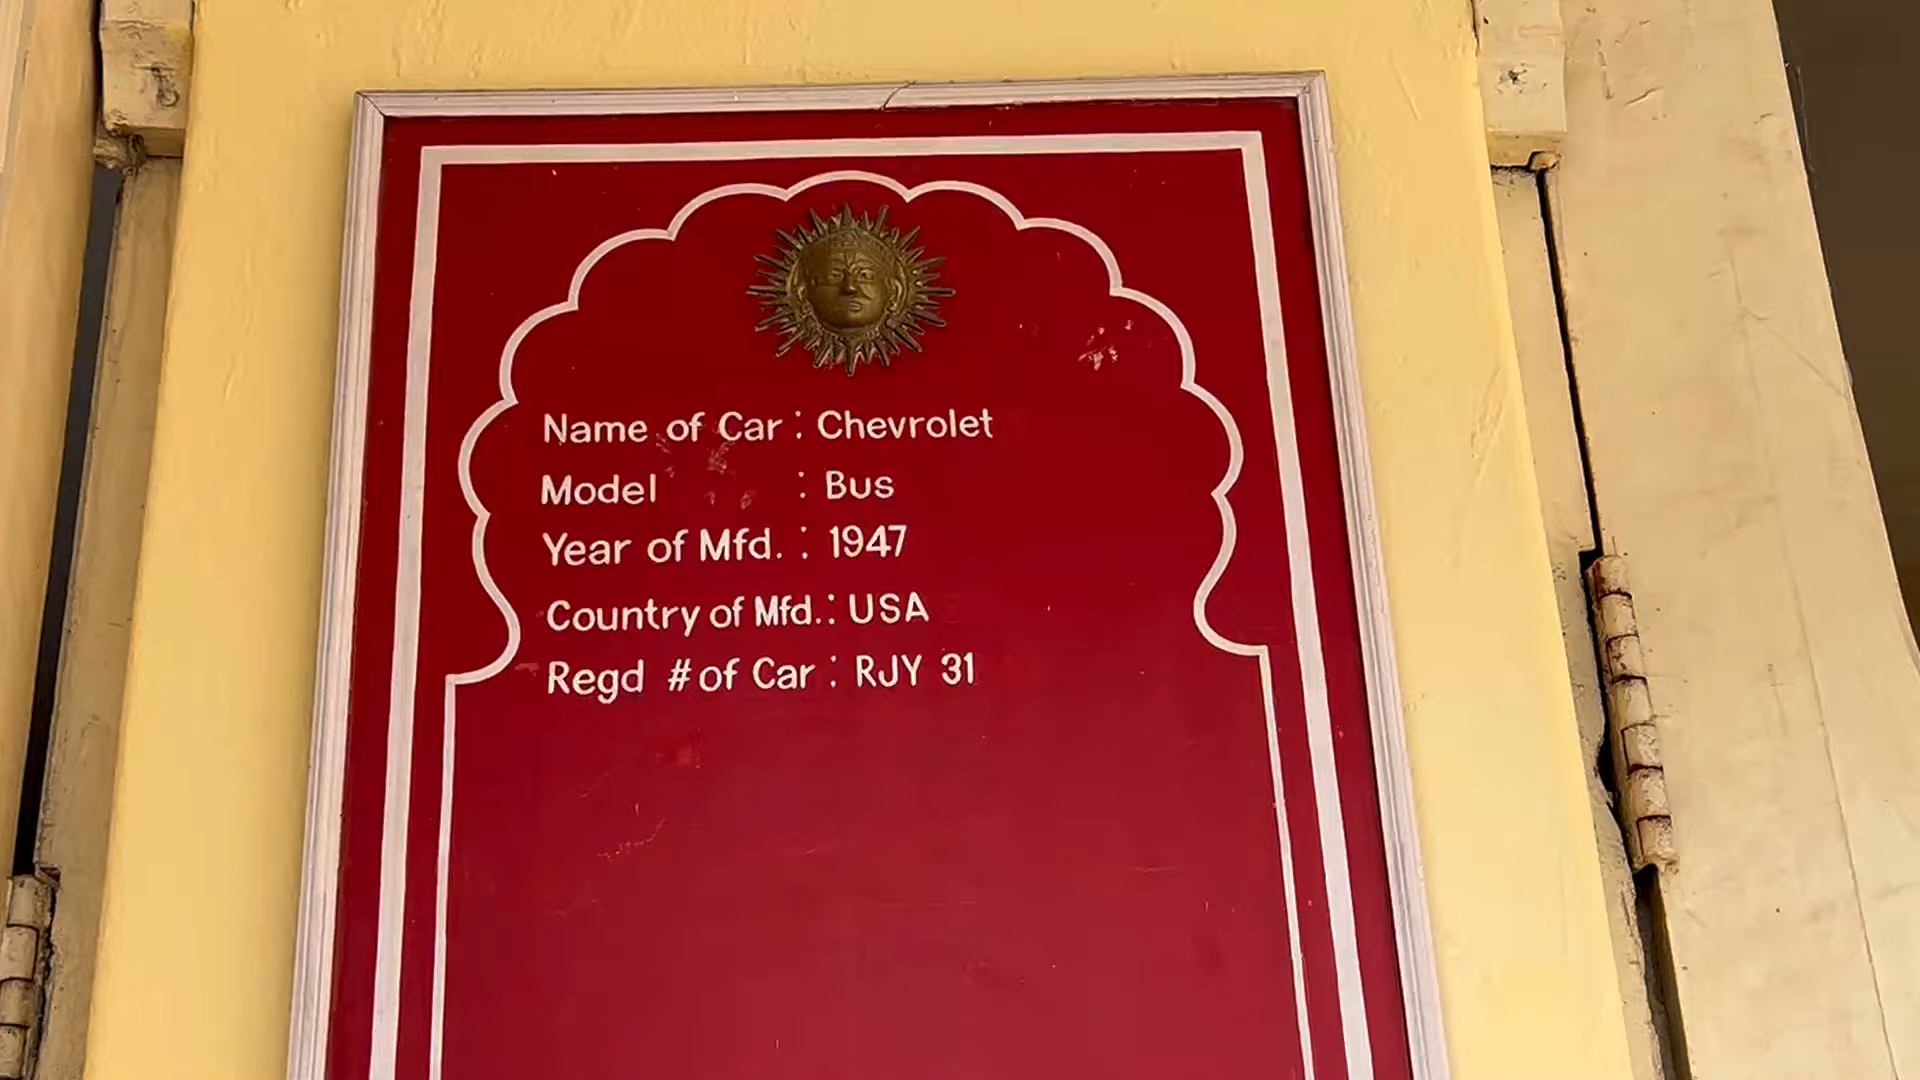 Name of Car : Chevrolet
Model : Bus
Year of Mfd. : 1947
Country of Mfd. : USA
Regd # of Car : RJY 31